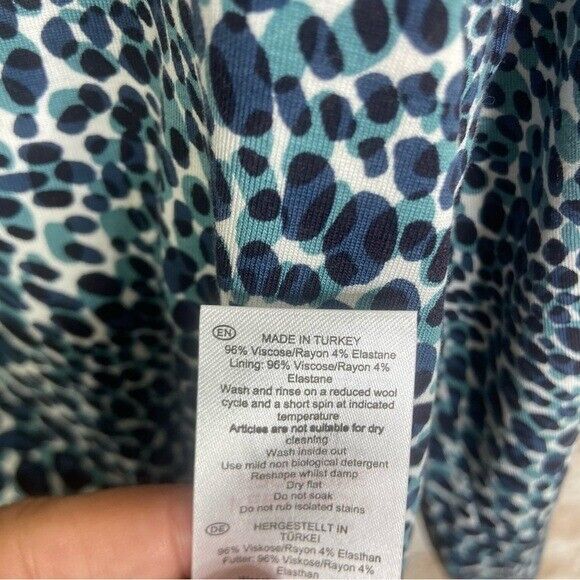 EN MADE IN TURKEY
96% Viscose/Rayon 4% Elastane
Lining: 96% Viscose/Rayon 4%
Elastane
Wash and rinse on a reduced wool
cycle and a short spin at indicated
temperature
Articles are not suitable for dry
cleaning
Wash inside out
Use mild non biological detergent
Reshape whilst damp
Dry flat
Do not soak
Do not rub isolated stains
DE HERGESTELLT IN
TÜRKEI
96% Viskose/Rayon 4% Elasthan
Futter: 96% Viskose/Rayon 4%